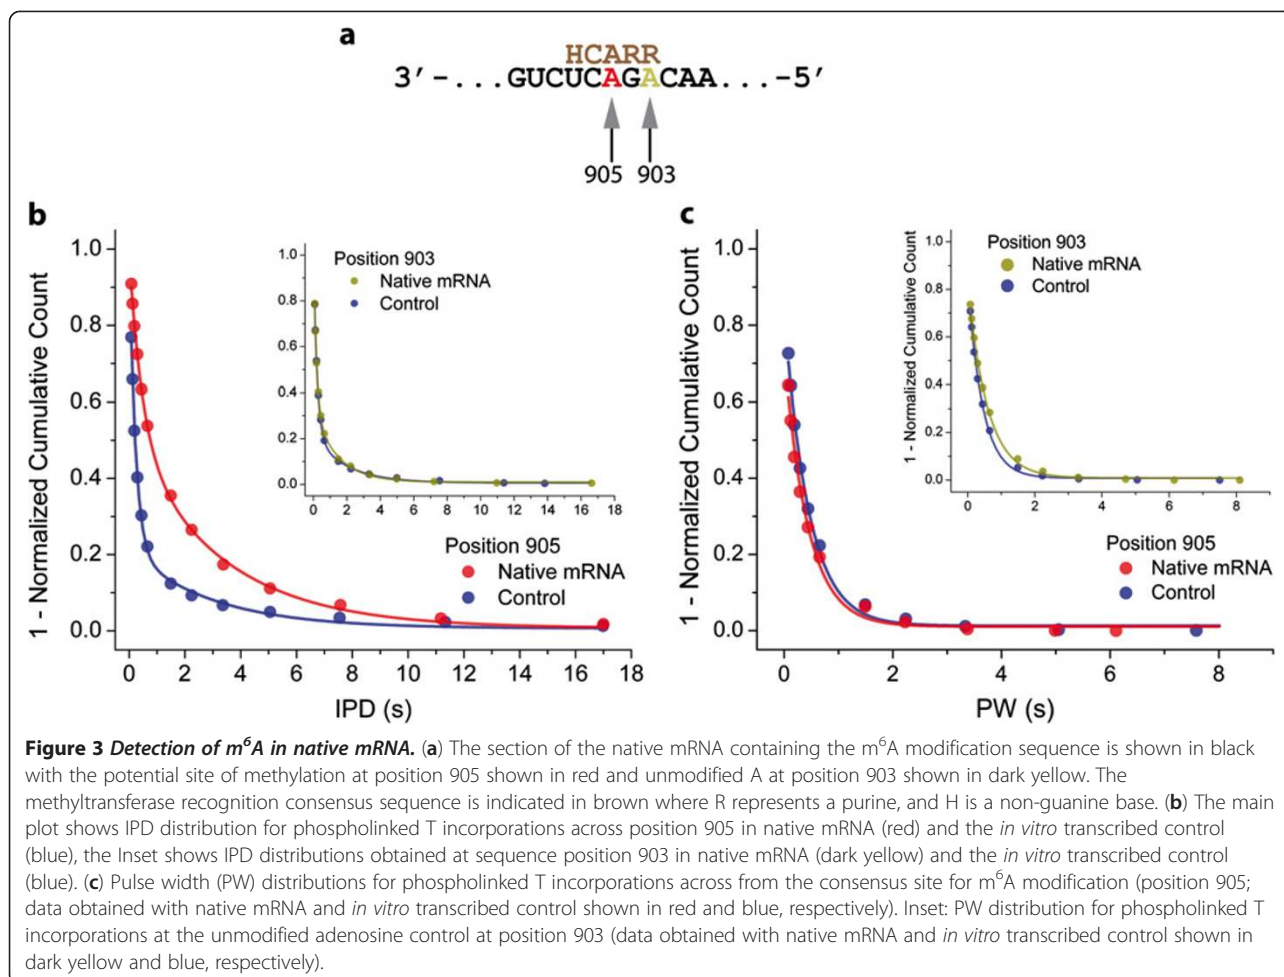 a
HCARR
3′ -...GUCUCAGACAA...-5′
905 903
b
1 - Normalized Cumulative Count
1.0
0.8
0.6
0.4
0.2
0.0
0 2 4 6 8 10 12 14 16 18
IPD (s)
Position 905
Native mRNA
Control
Position 903
Native mRNA
Control
1.0
0.8
0.6
0.4
0.2
0.0
0 2 4 6 8 10 12 14 16 18
c
1 - Normalized Cumulative Count
1.0
0.8
0.6
0.4
0.2
0.0
0 2 4 6 8
PW (s)
Position 905
Native mRNA
Control
1 - Normalized Cumulative Count
Position 903
Native mRNA
Control
1.0
0.8
0.6
0.4
0.2
0.0
0 2 4 6 8
Figure 3 Detection of m⁶A in native mRNA. (a) The section of the native mRNA containing the m⁶A modification sequence is shown in black
with the potential site of methylation at position 905 shown in red and unmodified A at position 903 shown in dark yellow. The
methyltransferase recognition consensus sequence is indicated in brown where R represents a purine, and H is a non-guanine base. (b) The main
plot shows IPD distribution for phospholinked T incorporations across position 905 in native mRNA (red) and the in vitro transcribed control
(blue), the Inset shows IPD distributions obtained at sequence position 903 in native mRNA (dark yellow) and the in vitro transcribed control
(blue). (c) Pulse width (PW) distributions for phospholinked T incorporations across from the consensus site for m⁶A modification (position 905;
data obtained with native mRNA and in vitro transcribed control shown in red and blue, respectively). Inset: PW distribution for phospholinked T
incorporations at the unmodified adenosine control at position 903 (data obtained with native mRNA and in vitro transcribed control shown in
dark yellow and blue, respectively).